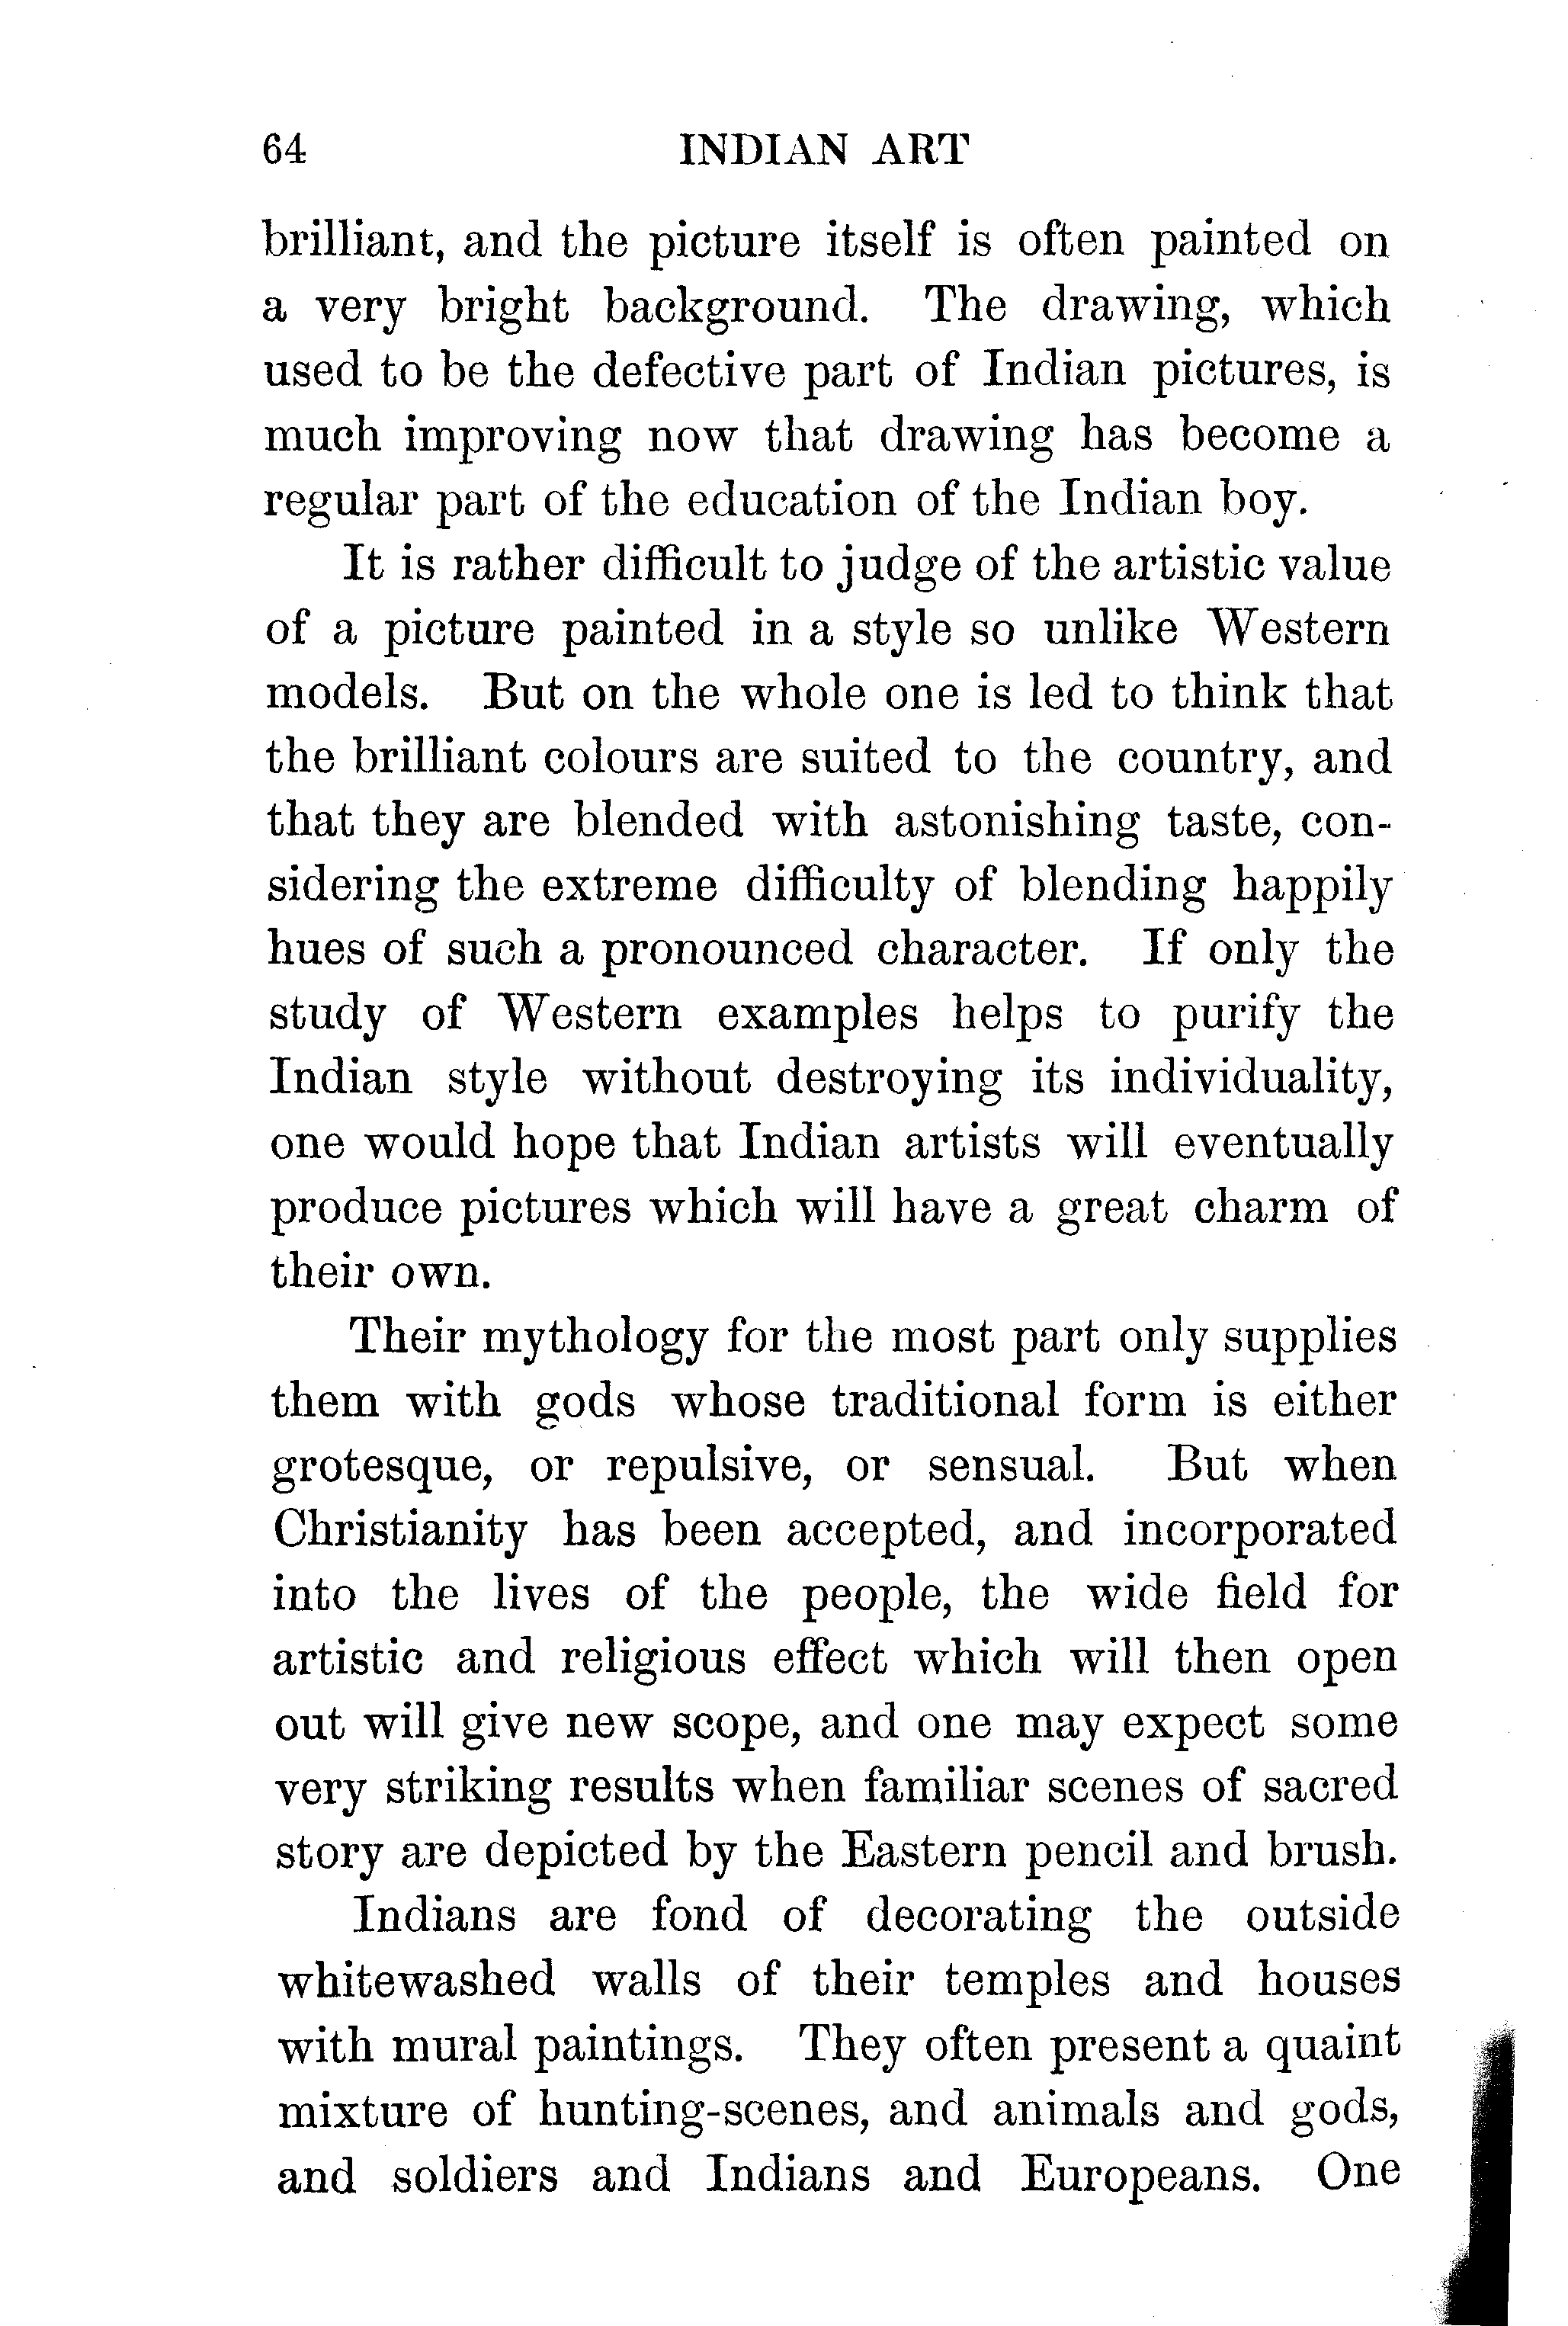 64 INDIAN ART
brilliant, and the picture itself is often painted on
a very bright background. The drawing, which
used to be the defective part of Indian pictures, is
much improving now that drawing has become a
regular part of the education of the Indian boy.
It is rather difficult to judge of the artistic value
of a picture painted in a style so unlike Western
models. But on the whole one is led to think that
the brilliant colours are suited to the country, and
that they are blended with astonishing taste, con-
sidering the extreme difficulty of blending happily
hues of such a pronounced character. If only the
study of Western examples helps to purify the
Indian style without destroying its individuality,
one would hope that Indian artists will eventually
produce pictures which will have a great charm of
their own.
Their mythology for the most part only supplies
them with gods whose traditional form is either
grotesque, or repulsive, or sensual. But when
Christianity has been accepted, and incorporated
into the lives of the people, the wide field for
artistic and religious effect which will then open
out will give new scope, and one may expect some
very striking results when familiar scenes of sacred
story are depicted by the Eastern pencil and brush.
Indians are fond of decorating the outside
whitewashed walls of their temples and houses
with mural paintings. They often present a quaint
mixture of hunting-scenes, and animals and gods,
and soldiers and Indians and Europeans. One